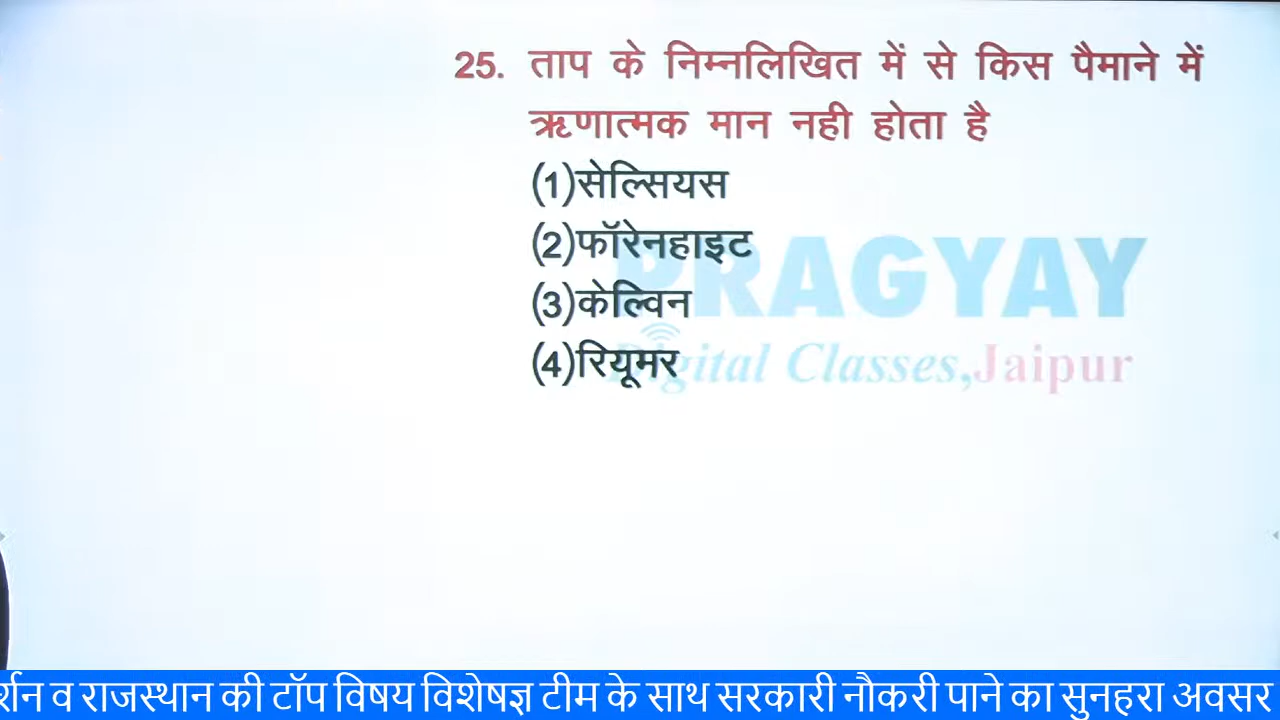 25. ताप के निम्नलिखित में से किस पैमाने में
ऋणात्मक मान नही होता है
(1)सेल्सियस
(2)फॉरेनहाइट
(3)केल्विन
(4)रियूमर
PRAGYAY
Digital Classes,Jaipur
र्शन व राजस्थान की टॉप विषय विशेषज्ञ टीम के साथ सरकारी नौकरी पाने का सुनहरा अवसर